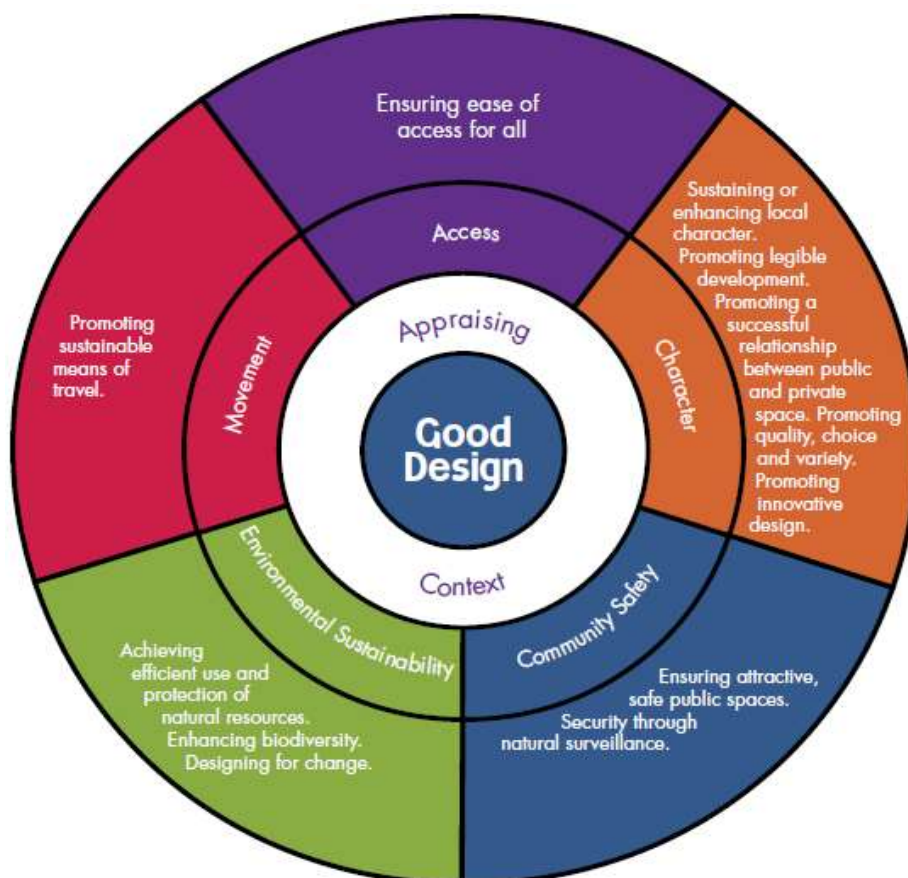 Ensuring ease of
access for all
Access
Sustaining or
enhancing local
character.
Promoting legible
development.
Promoting a
successful
relationship
between public
and private
space. Promoting
quality, choice
and variety.
Promoting
innovative
design.
Character
Ensuring attractive,
safe public spaces.
Security through
natural surveillance.
Community Safety
Achieving
efficient use and
protection of
natural resources.
Enhancing biodiversity.
Designing for change.
Environmental Sustainability
Promoting
sustainable
means of
travel.
Movement
Appraising
Context
Good
Design